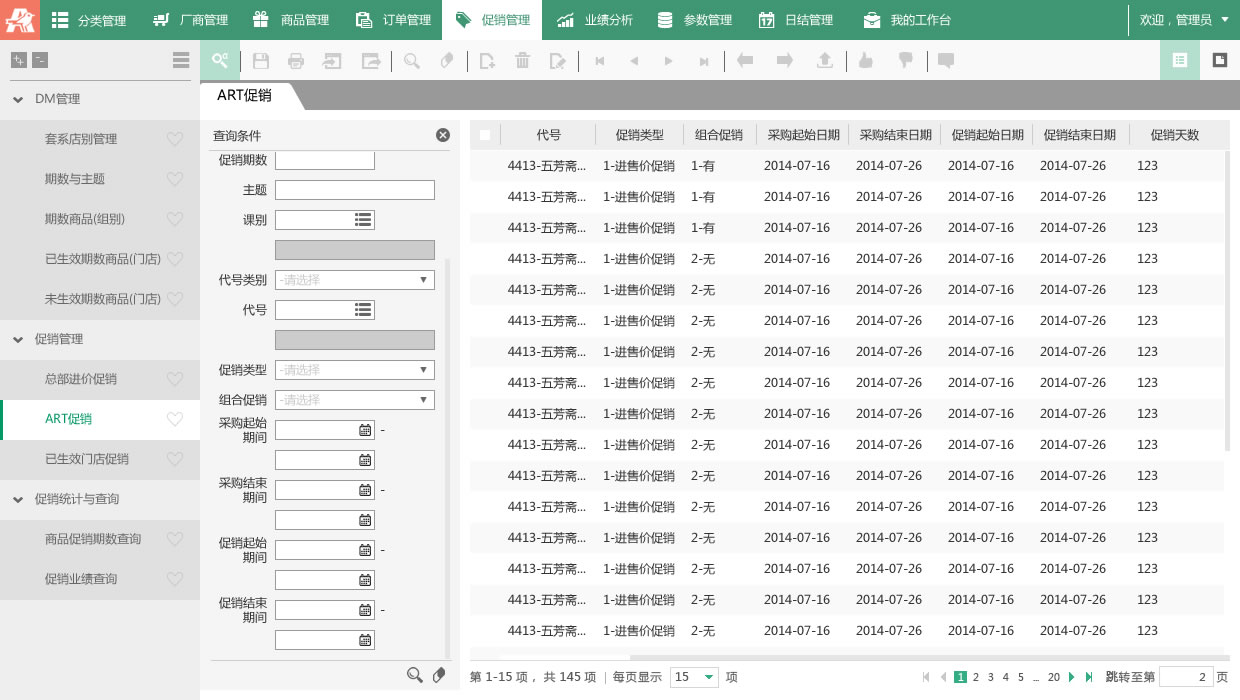 分类管理 厂商管理 商品管理 订单管理 促销管理 业绩分析 参数管理 日结管理 我的工作台 欢迎，管理员
DM管理
套系店别管理
期数与主题
期数商品(组别)
已生效期数商品(门店)
未生效期数商品(门店)
促销管理
总部进价促销
ART促销
已生效门店促销
促销统计与查询
商品促销期数查询
促销业绩查询
ART促销
查询条件
促销期数
主题
课别
代号类别 -请选择
代号
促销类型 -请选择
组合促销 -请选择
采购起始
期间 -
采购结束
期间 -
促销起始
期间 -
促销结束
期间 -
代号 促销类型 组合促销 采购起始日期 采购结束日期 促销起始日期 促销结束日期 促销天数
4413-五芳斋... 1-进售价促销 1-有 2014-07-16 2014-07-26 2014-07-16 2014-07-26 123
4413-五芳斋... 1-进售价促销 1-有 2014-07-16 2014-07-26 2014-07-16 2014-07-26 123
4413-五芳斋... 1-进售价促销 1-有 2014-07-16 2014-07-26 2014-07-16 2014-07-26 123
4413-五芳斋... 1-进售价促销 2-无 2014-07-16 2014-07-26 2014-07-16 2014-07-26 123
4413-五芳斋... 1-进售价促销 2-无 2014-07-16 2014-07-26 2014-07-16 2014-07-26 123
4413-五芳斋... 1-进售价促销 2-无 2014-07-16 2014-07-26 2014-07-16 2014-07-26 123
4413-五芳斋... 1-进售价促销 2-无 2014-07-16 2014-07-26 2014-07-16 2014-07-26 123
4413-五芳斋... 1-进售价促销 2-无 2014-07-16 2014-07-26 2014-07-16 2014-07-26 123
4413-五芳斋... 1-进售价促销 2-无 2014-07-16 2014-07-26 2014-07-16 2014-07-26 123
4413-五芳斋... 1-进售价促销 2-无 2014-07-16 2014-07-26 2014-07-16 2014-07-26 123
4413-五芳斋... 1-进售价促销 2-无 2014-07-16 2014-07-26 2014-07-16 2014-07-26 123
4413-五芳斋... 1-进售价促销 2-无 2014-07-16 2014-07-26 2014-07-16 2014-07-26 123
4413-五芳斋... 1-进售价促销 2-无 2014-07-16 2014-07-26 2014-07-16 2014-07-26 123
4413-五芳斋... 1-进售价促销 2-无 2014-07-16 2014-07-26 2014-07-16 2014-07-26 123
4413-五芳斋... 1-进售价促销 2-无 2014-07-16 2014-07-26 2014-07-16 2014-07-26 123
4413-五芳斋... 1-进售价促销 2-无 2014-07-16 2014-07-26 2014-07-16 2014-07-26 123
第 1-15 项，共 145 项 | 每页显示 15 项 1 2 3 4 5 ... 20 跳转至第 2 页